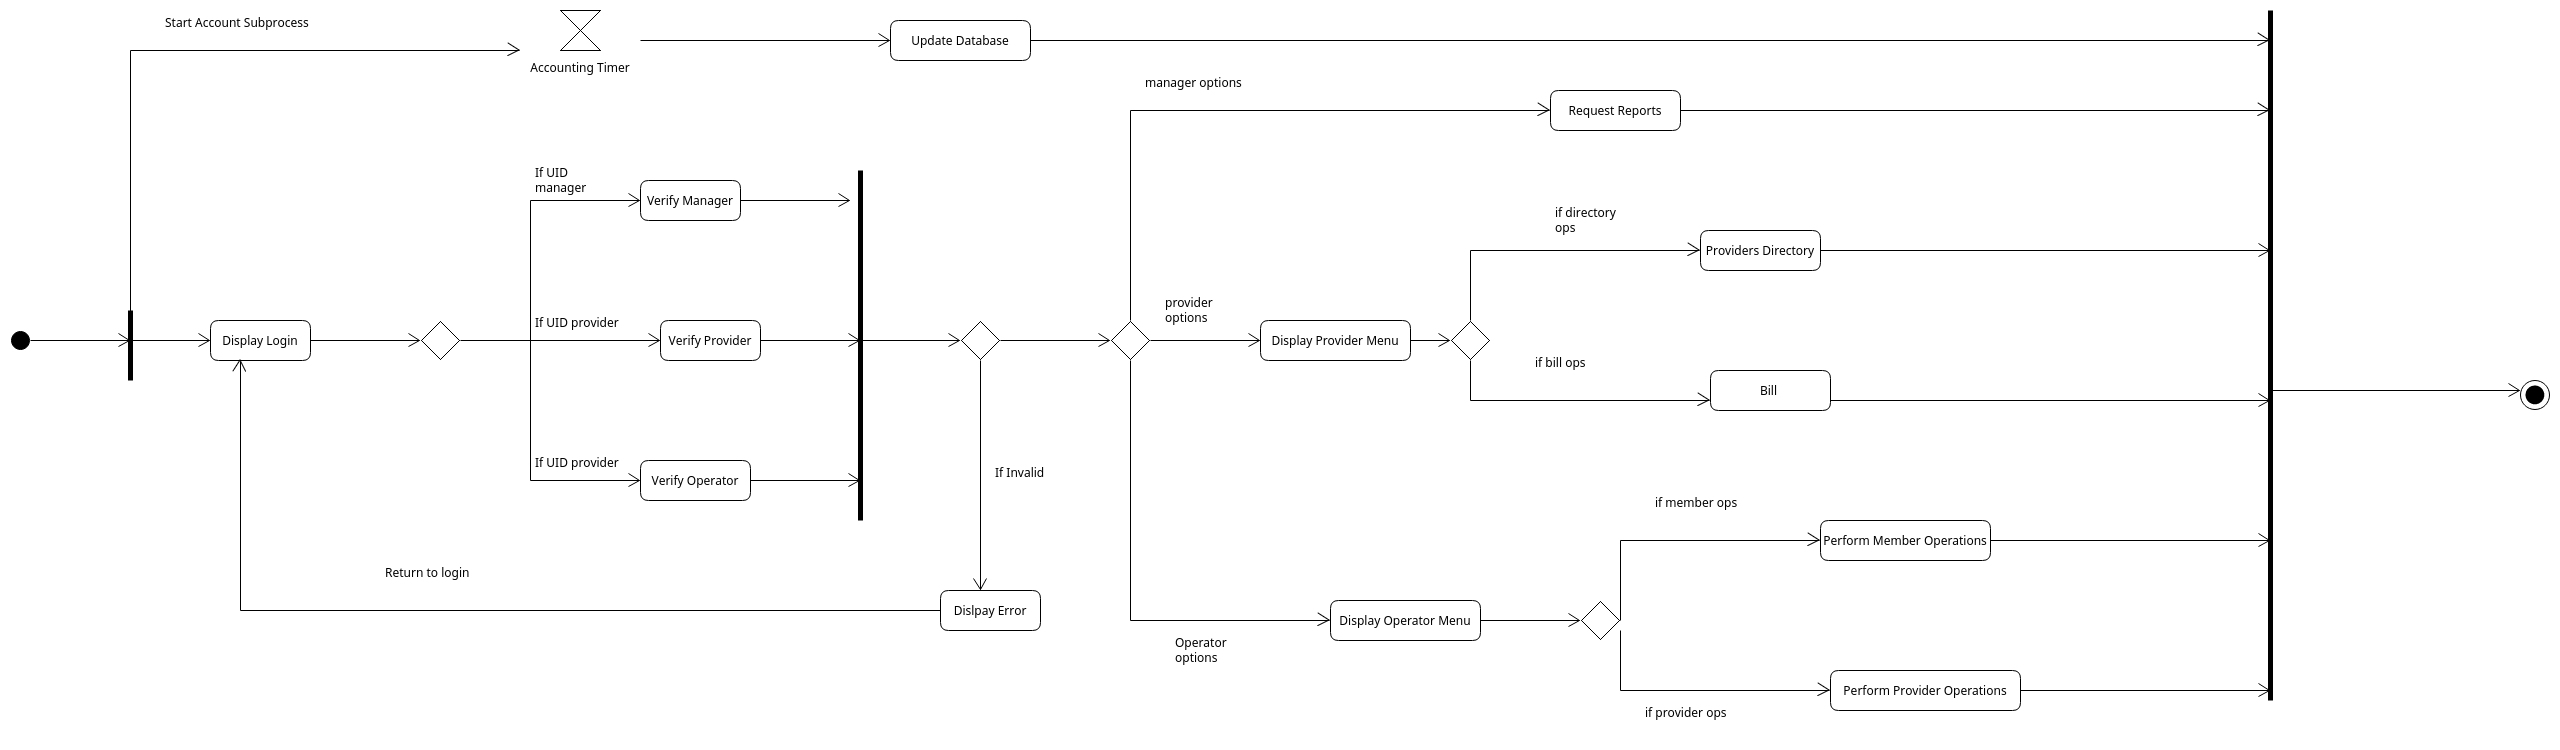 Start Account Subprocess
Accounting Timer
Update Database
manager options
Request Reports
If UID
manager
Verify Manager
if directory
ops
Providers Directory
Display Login
If UID provider
Verify Provider
provider
options
Display Provider Menu
if bill ops
Bill
If UID provider
Verify Operator
If Invalid
if member ops
Perform Member Operations
Return to login
Dislpay Error
Operator
options
Display Operator Menu
Perform Provider Operations
if provider ops